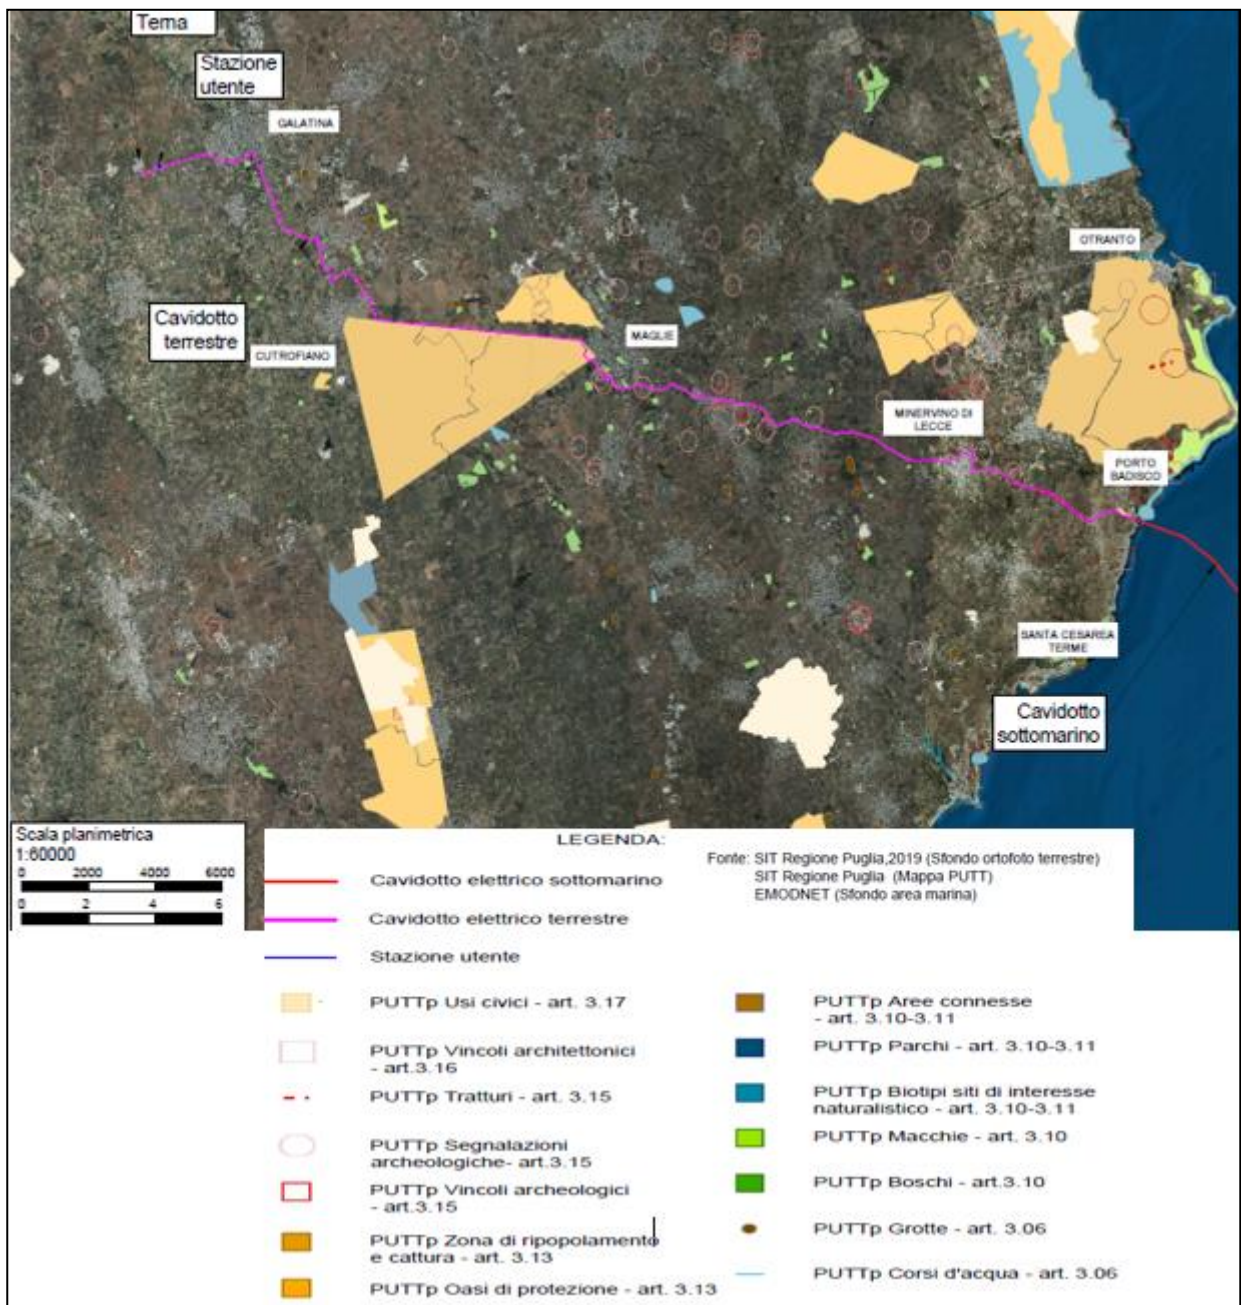 Terna
Stazione
utente
GALATINA
OTRANTO
Cavidotto
terrestre
MAGLIE
CUTROFIANO
MINERVINO DI
LECCE
PORTO
BADISCO
SANTA CESAREA
TERME
Cavidotto
sottomarino
Scala planimetrica
1:60000
0 2000 4000 6000
0 2 4 6
LEGENDA:
Fonte: SIT Regione Puglia,2019 (Sfondo ortofoto terrestre)
SIT Regione Puglia (Mappa PUTT)
EMODNET (Sfondo area marina)
Cavidotto elettrico sottomarino
Cavidotto elettrico terrestre
Stazione utente
PUTTp Usi civici - art. 3.17
PUTTp Vincoli architettonici
- art.3.16
PUTTp Tratturi - art. 3.15
PUTTp Segnalazioni
archeologiche- art.3.15
PUTTp Vincoli archeologici
- art.3.15
PUTTp Zona di ripopolamento
e cattura - art. 3.13
PUTTp Oasi di protezione - art. 3.13
PUTTp Aree connesse
- art. 3.10-3.11
PUTTp Parchi - art. 3.10-3.11
PUTTp Biotipi siti di interesse
naturalistico - art. 3.10-3.11
PUTTp Macchie - art. 3.10
PUTTp Boschi - art.3.10
PUTTp Grotte - art. 3.06
PUTTp Corsi d'acqua - art. 3.06